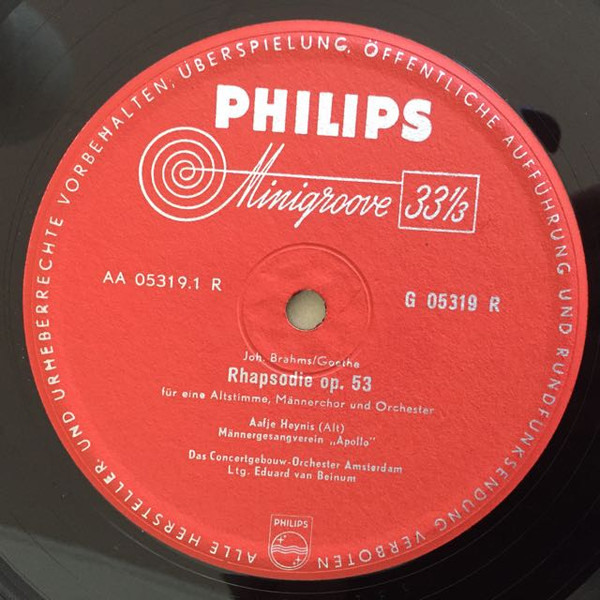 ALLE HERSTELLER- UND URHEBERRECHTE VORBEHALTEN, ÜBERSPIELUNG, ÖFFENTLICHE AUFFÜHRUNG UND RUNDFUNKSENDUNG VERBOTEN
PHILIPS
Minigroove 33 1/3
AA 05319.1 R
G 05319 R
Joh. Brahms/Goethe
Rhapsodie op. 53
für eine Altstimme, Männerchor und Orchester
Aafje Heynis (Alt)
Männergesangverein „Apollo"
Das Concertgebouw-Orchester Amsterdam
Ltg. Eduard van Beinum
PHILIPS